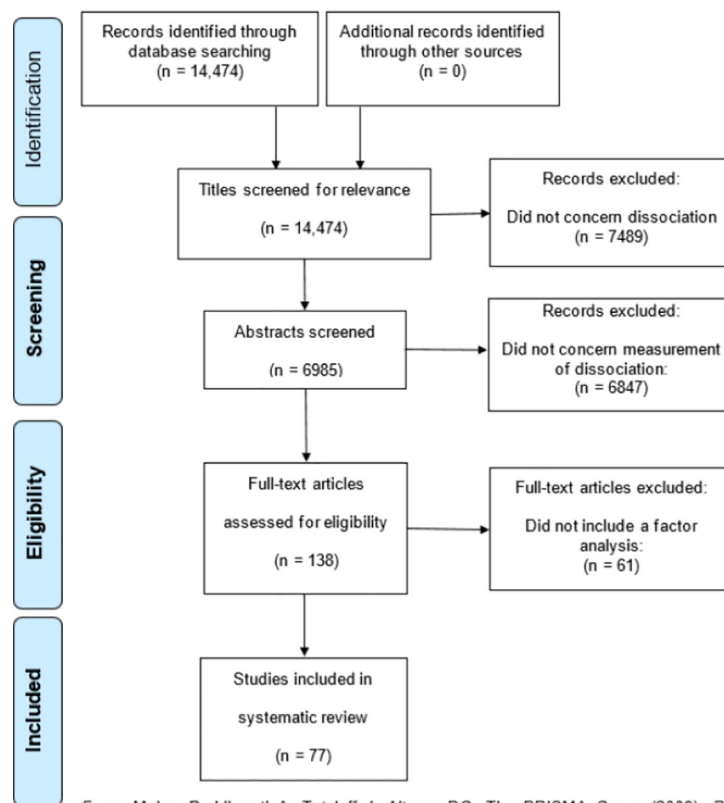 Identification
Records identified through
database searching
(n = 14,474)
Additional records identified
through other sources
(n = 0)
Titles screened for relevance
(n = 14,474)
Records excluded:
Did not concern dissociation
(n = 7489)
Screening
Abstracts screened
(n = 6985)
Records excluded:
Did not concern measurement
of dissociation:
(n = 6847)
Eligibility
Full-text articles
assessed for eligibility
(n = 138)
Full-text articles excluded:
Did not include a factor
analysis:
(n = 61)
Included
Studies included in
systematic review
(n = 77)